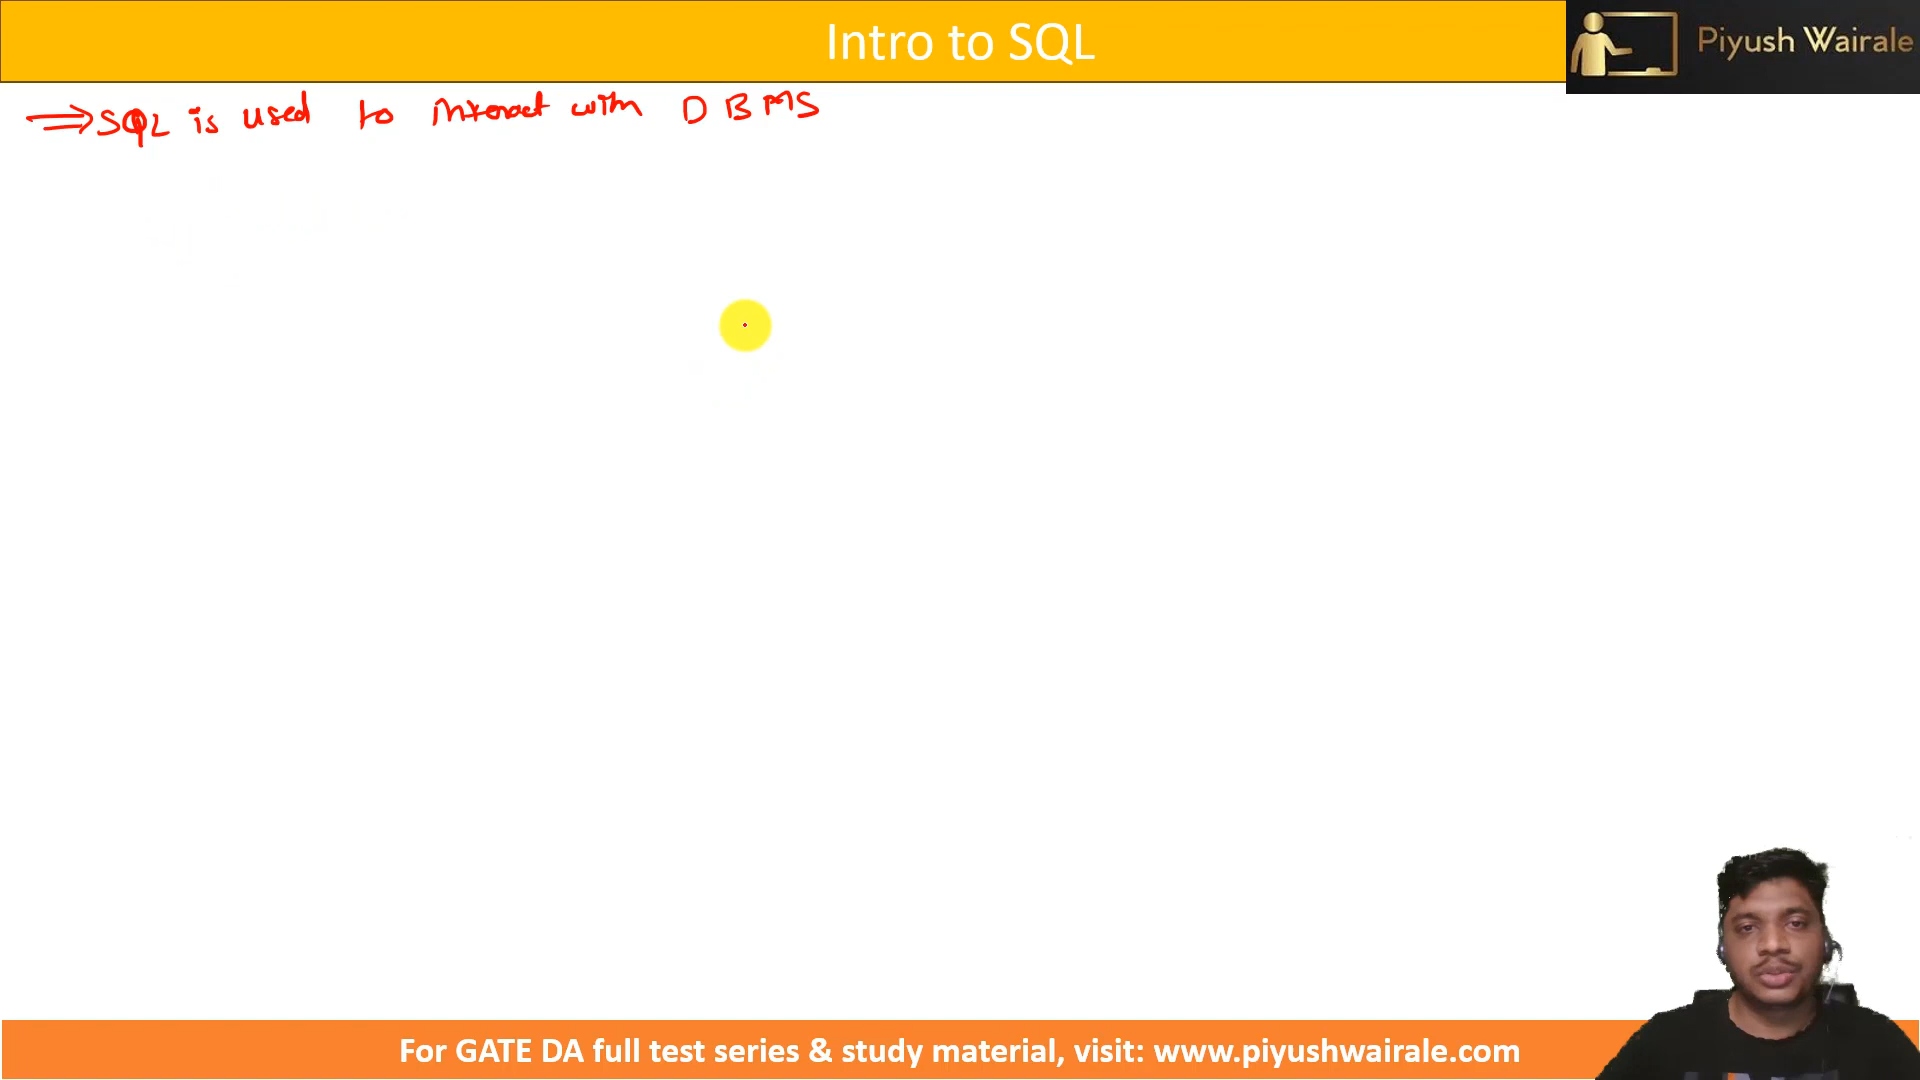 Intro to SQL
Piyush Wairale
⇒ SQL is used to interact with DBMS
For GATE DA full test series & study material, visit: www.piyushwairale.com